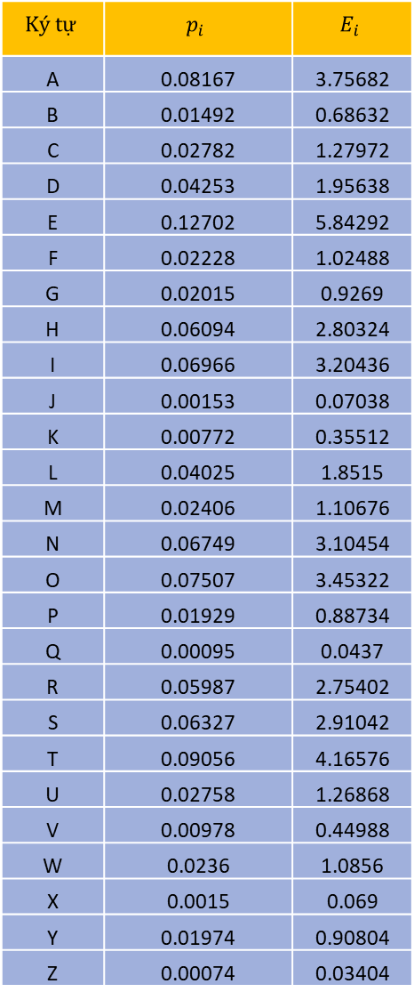 Ký tự pᵢ Eᵢ
A 0.08167 3.75682
B 0.01492 0.68632
C 0.02782 1.27972
D 0.04253 1.95638
E 0.12702 5.84292
F 0.02228 1.02488
G 0.02015 0.9269
H 0.06094 2.80324
I 0.06966 3.20436
J 0.00153 0.07038
K 0.00772 0.35512
L 0.04025 1.8515
M 0.02406 1.10676
N 0.06749 3.10454
O 0.07507 3.45322
P 0.01929 0.88734
Q 0.00095 0.0437
R 0.05987 2.75402
S 0.06327 2.91042
T 0.09056 4.16576
U 0.02758 1.26868
V 0.00978 0.44988
W 0.0236 1.0856
X 0.0015 0.069
Y 0.01974 0.90804
Z 0.00074 0.03404